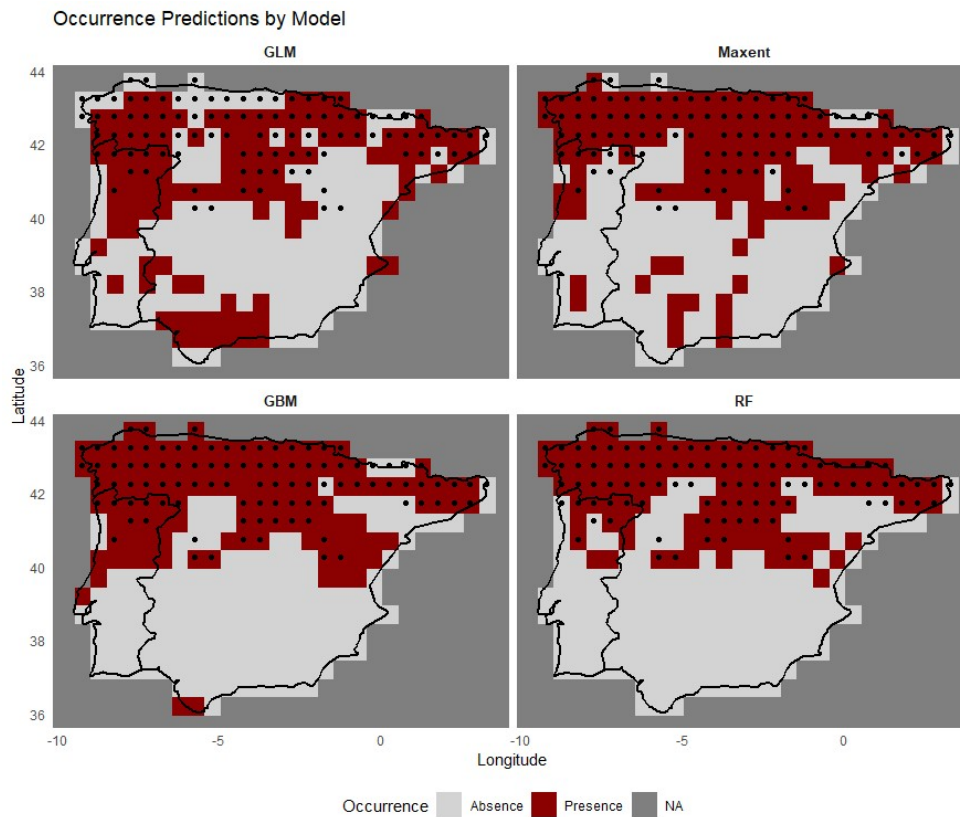 Occurrence Predictions by Model
GLM
Maxent
44
42
40
38
36
Latitude
GBM
RF
44
42
40
38
36
-10
-5
0
-10
-5
0
Longitude
Occurrence
Absence
Presence
NA